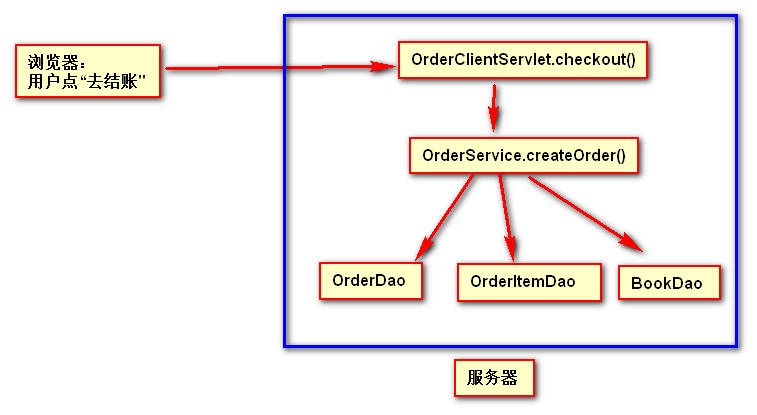 浏览器:
用户点“去结账”
OrderClientServlet.checkout()
OrderService.createOrder()
OrderDao
OrderItemDao
BookDao
服务器